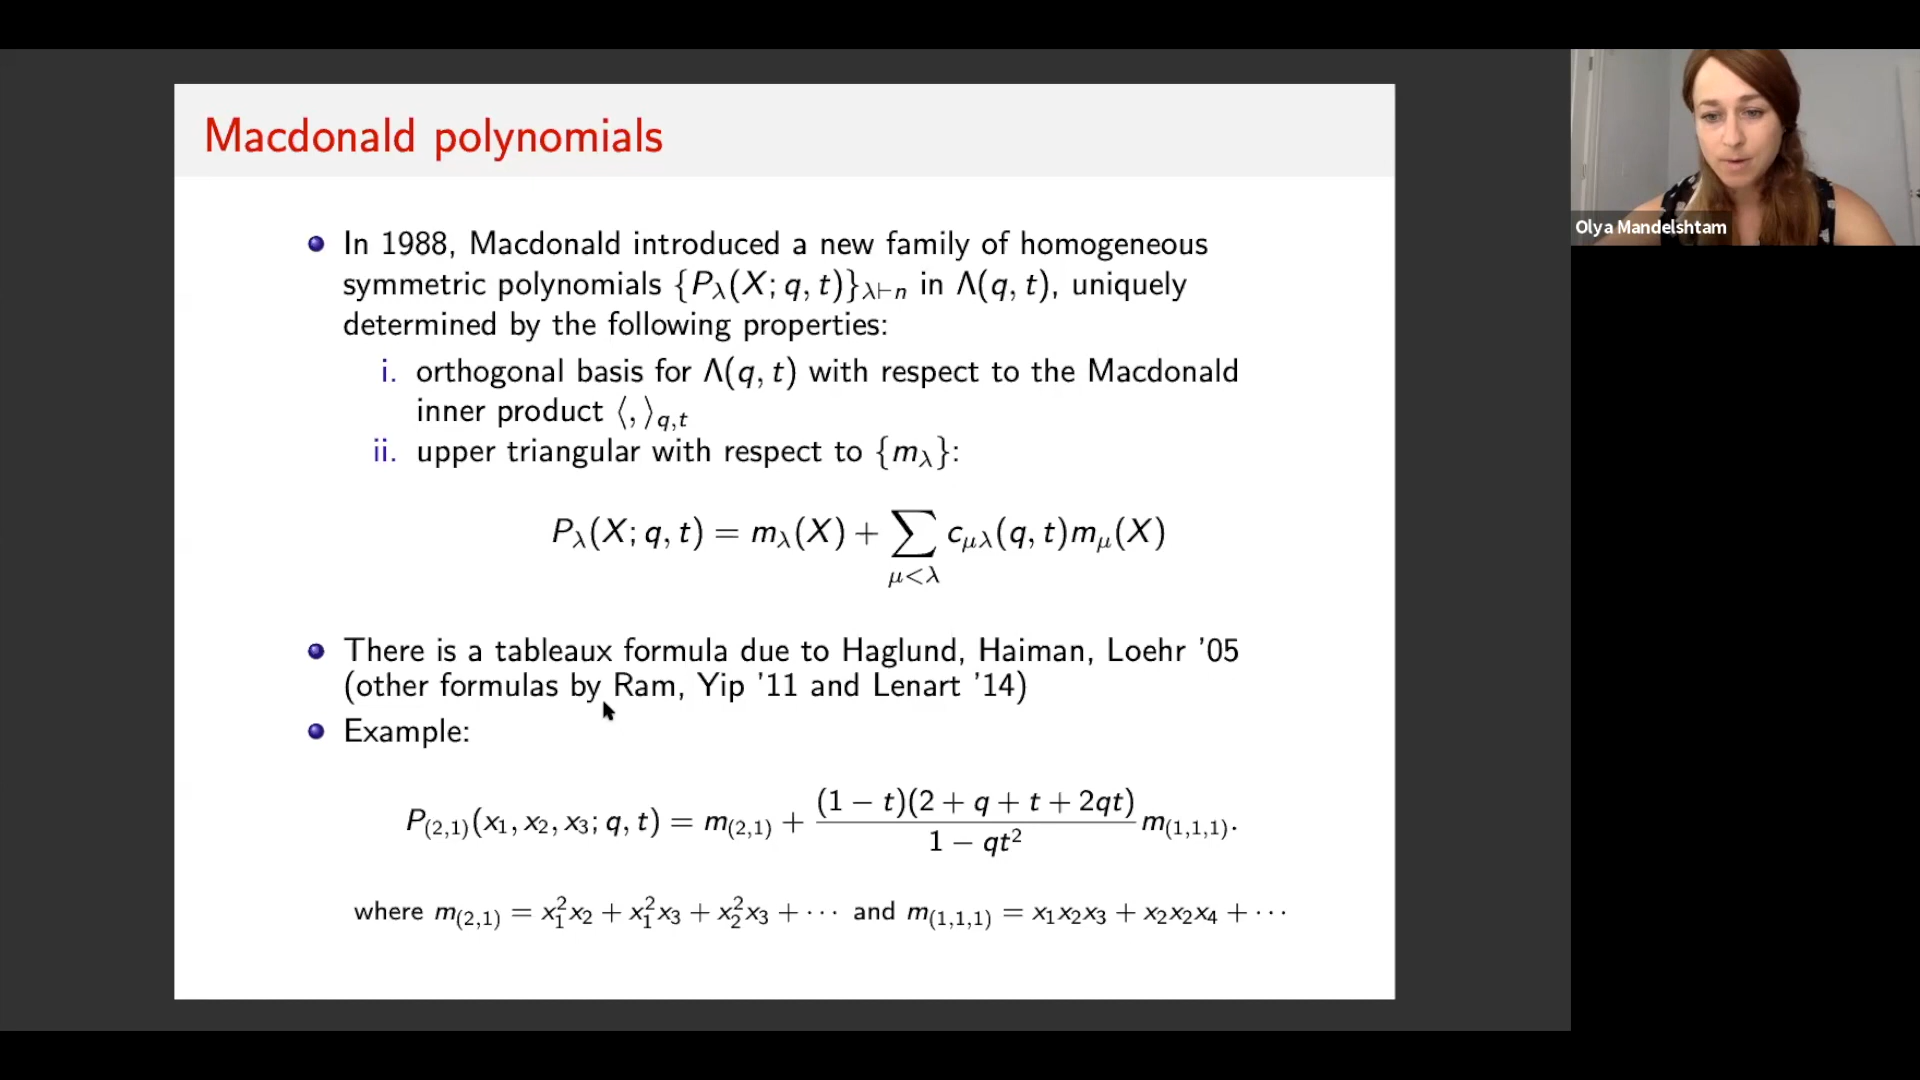 Macdonald polynomials
In 1988, Macdonald introduced a new family of homogeneous
symmetric polynomials {P_λ(X; q, t)}_{λ⊢n} in Λ(q, t), uniquely
determined by the following properties:
i. orthogonal basis for Λ(q, t) with respect to the Macdonald
inner product ⟨,⟩_{q,t}
ii. upper triangular with respect to {m_λ}:
P_λ(X; q, t) = m_λ(X) + ∑_{μ<λ} c_{μλ}(q, t)m_μ(X)
There is a tableaux formula due to Haglund, Haiman, Loehr '05
(other formulas by Ram, Yip '11 and Lenart '14)
Example:
P_{(2,1)}(x_1, x_2, x_3; q, t) = m_{(2,1)} + \frac{(1 − t)(2 + q + t + 2qt)}{1 − qt^2} m_{(1,1,1)}.
where m_{(2,1)} = x_1^2x_2 + x_1^2x_3 + x_2^2x_3 + ⋯ and m_{(1,1,1)} = x_1x_2x_3 + x_2x_2x_4 + ⋯
Olya Mandelshtam